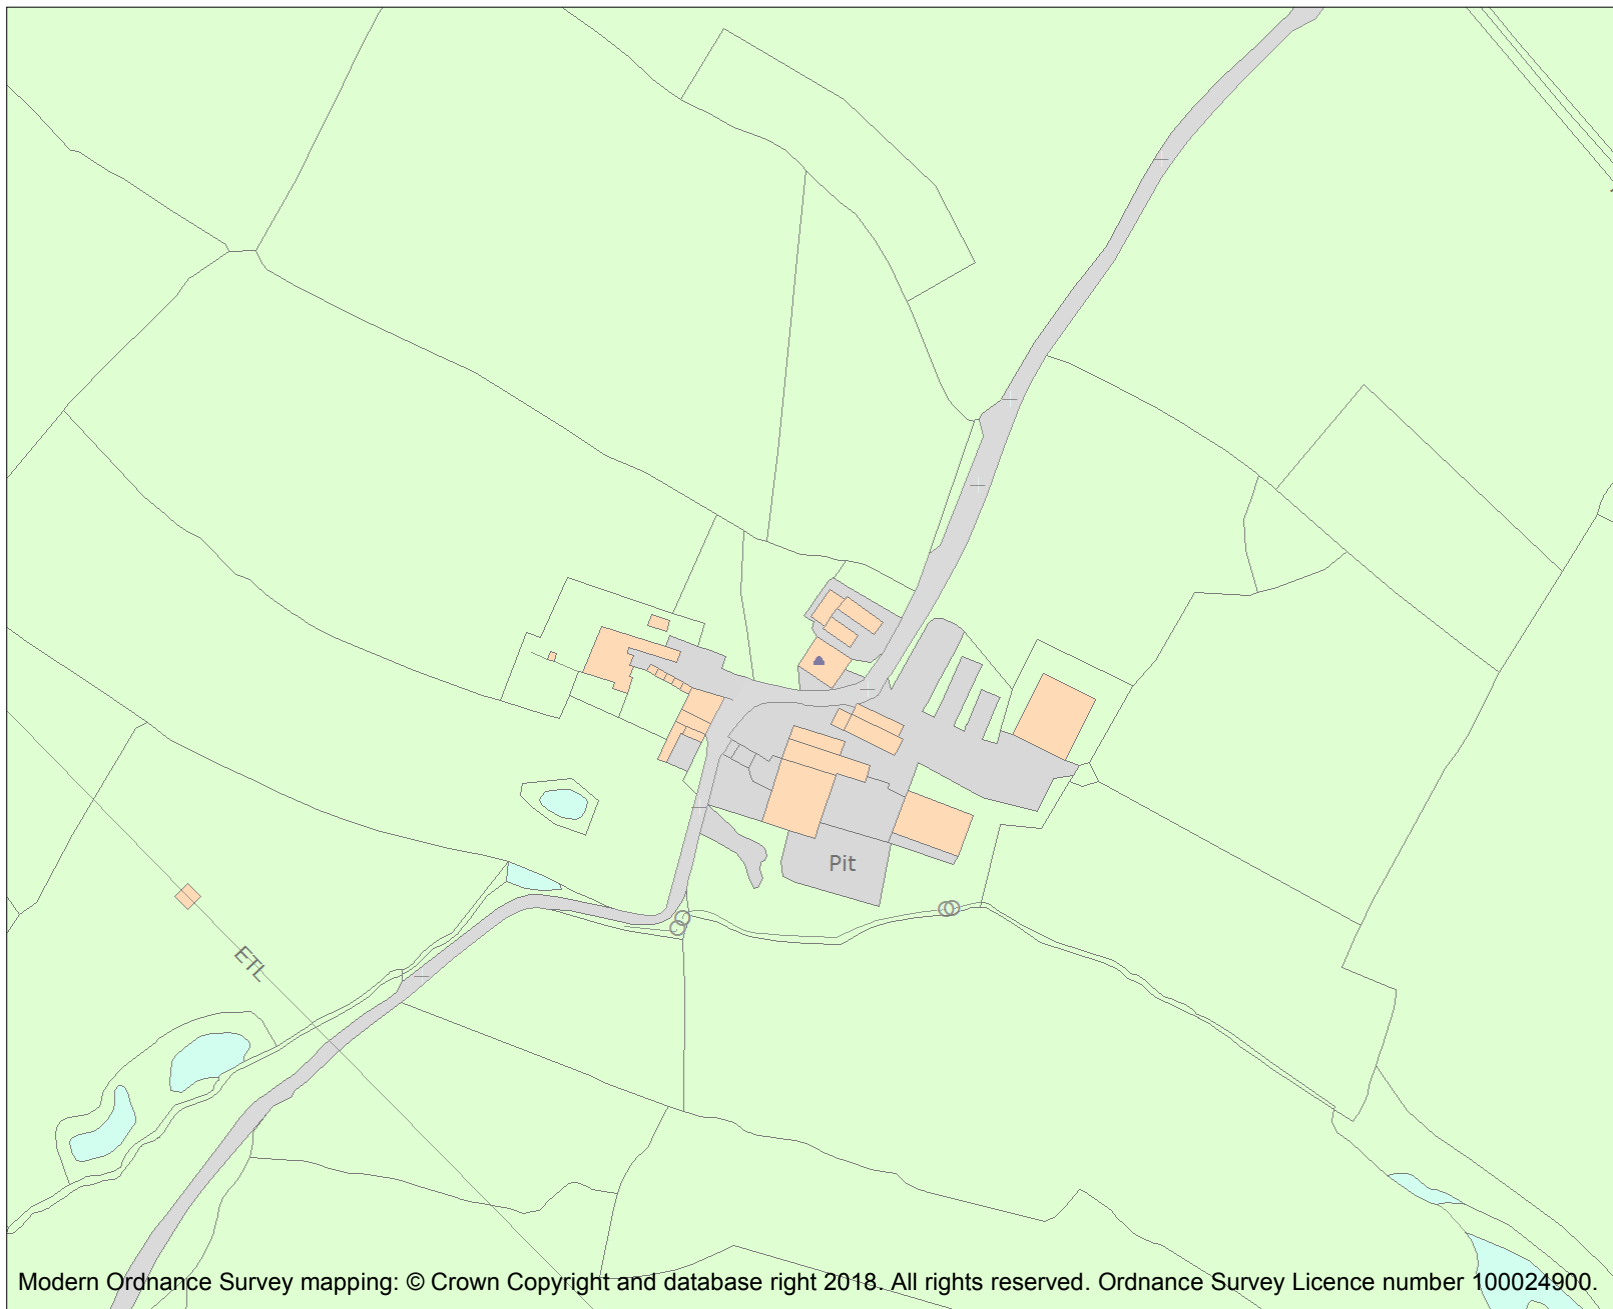 Pit
ETL
Modern Ordnance Survey mapping: © Crown Copyright and database right 2018. All rights reserved. Ordnance Survey Licence number 100024900.